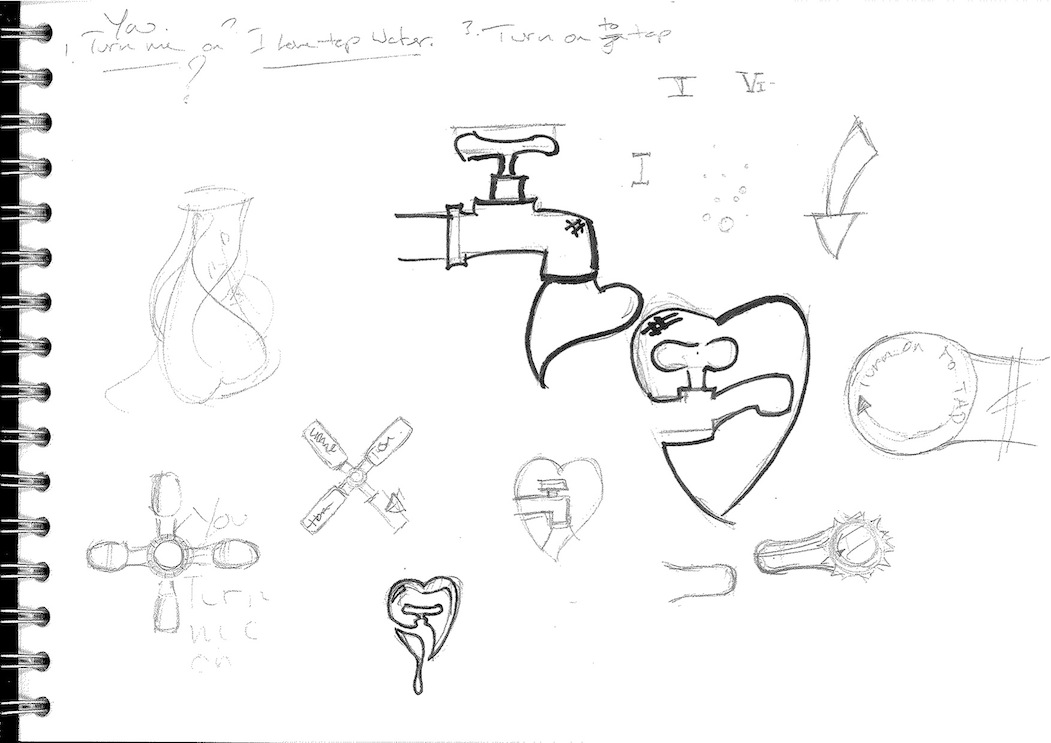 You.
1. Turn me on ? I Love tap Water. 3. Turn on to tap
?
V VI-
I
Turn on to TAP
You
Turn
me
on